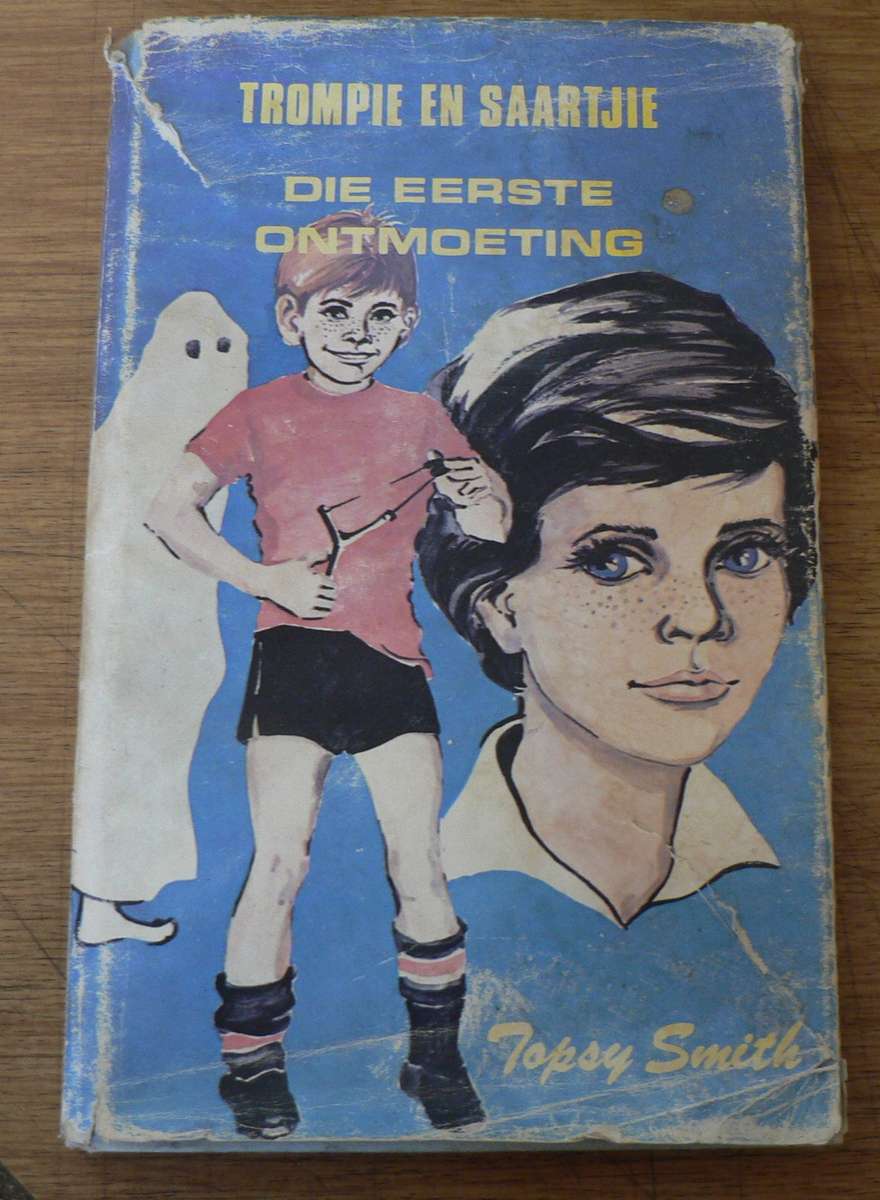 TROMPIE EN SAARTJIE
DIE EERSTE
ONTMOETING
Topsy Smith